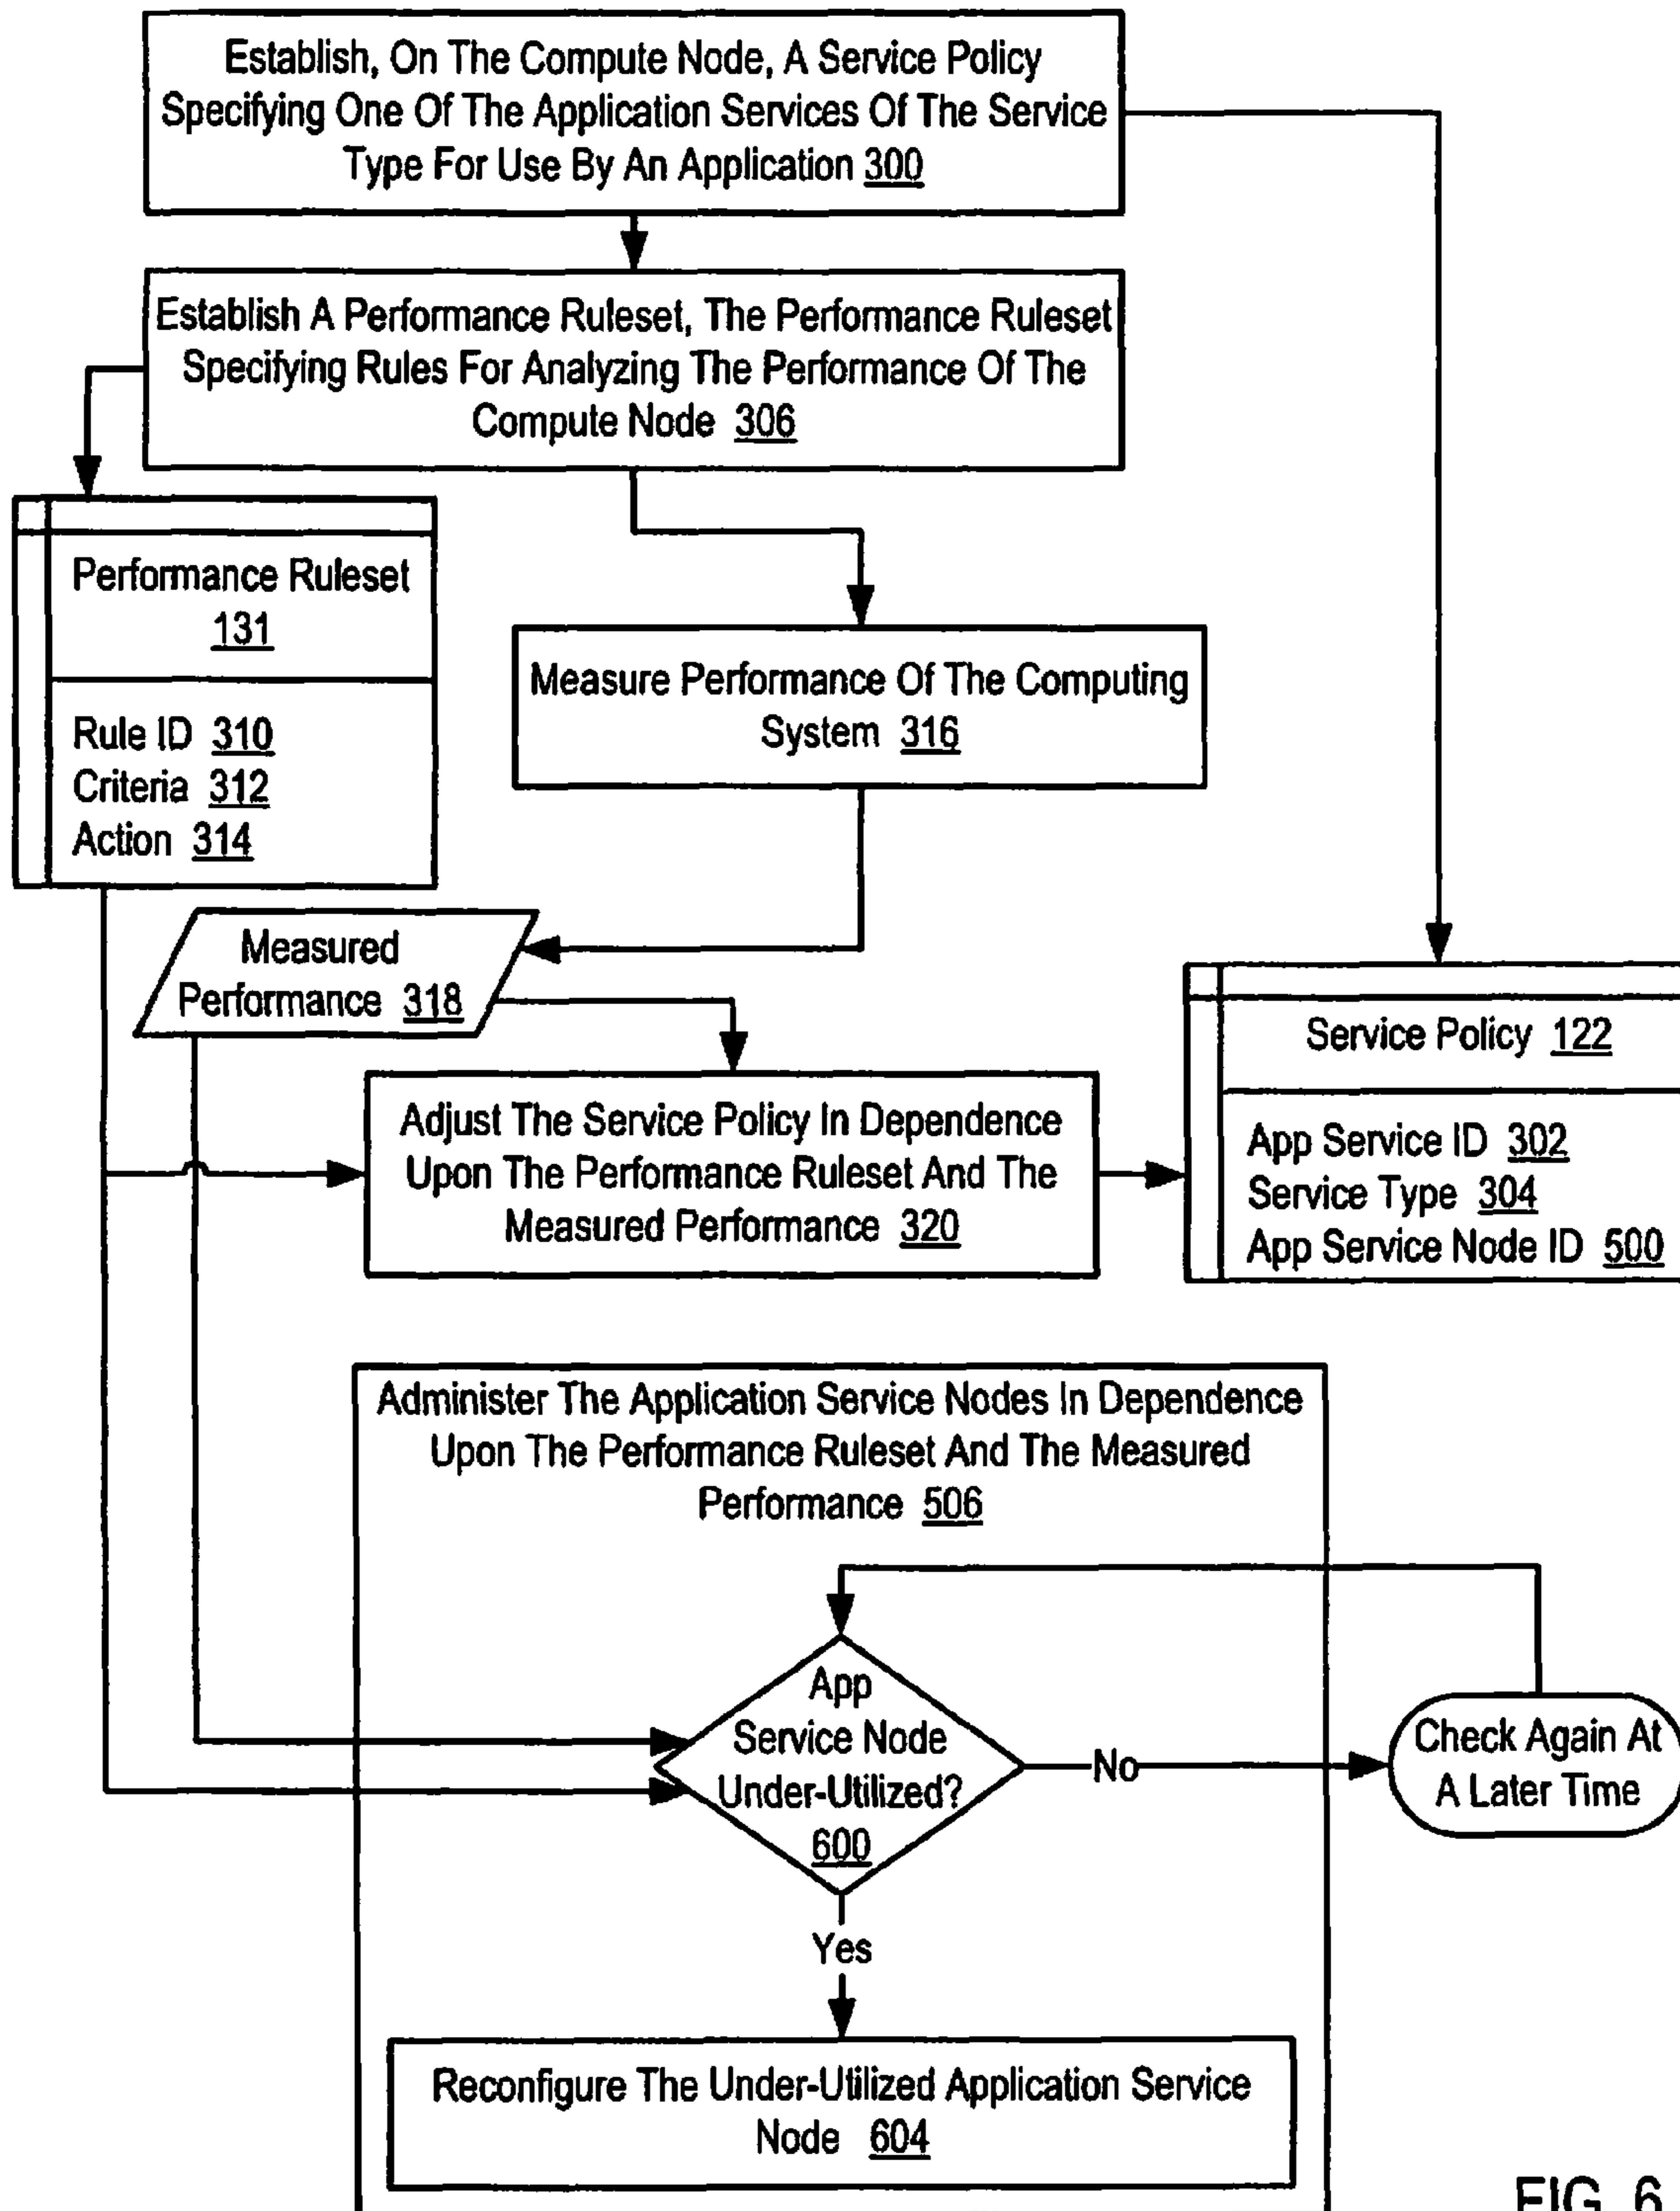 Establish, On The Compute Node, A Service Policy
Specifying One Of The Application Services Of The Service
Type For Use By An Application 300
Establish A Performance Ruleset, The Performance Ruleset
Specifying Rules For Analyzing The Performance Of The
Compute Node 306
Performance Ruleset
131
Rule ID 310
Criteria 312
Action 314
Measure Performance Of The Computing
System 316
Measured
Performance 318
Service Policy 122
App Service ID 302
Service Type 304
App Service Node ID 500
Adjust The Service Policy In Dependence
Upon The Performance Ruleset And The
Measured Performance 320
Administer The Application Service Nodes In Dependence
Upon The Performance Ruleset And The Measured
Performance 506
App
Service Node
Under-Utilized?
600
No
Check Again At
A Later Time
Yes
Reconfigure The Under-Utilized Application Service
Node 604
FIG. 6